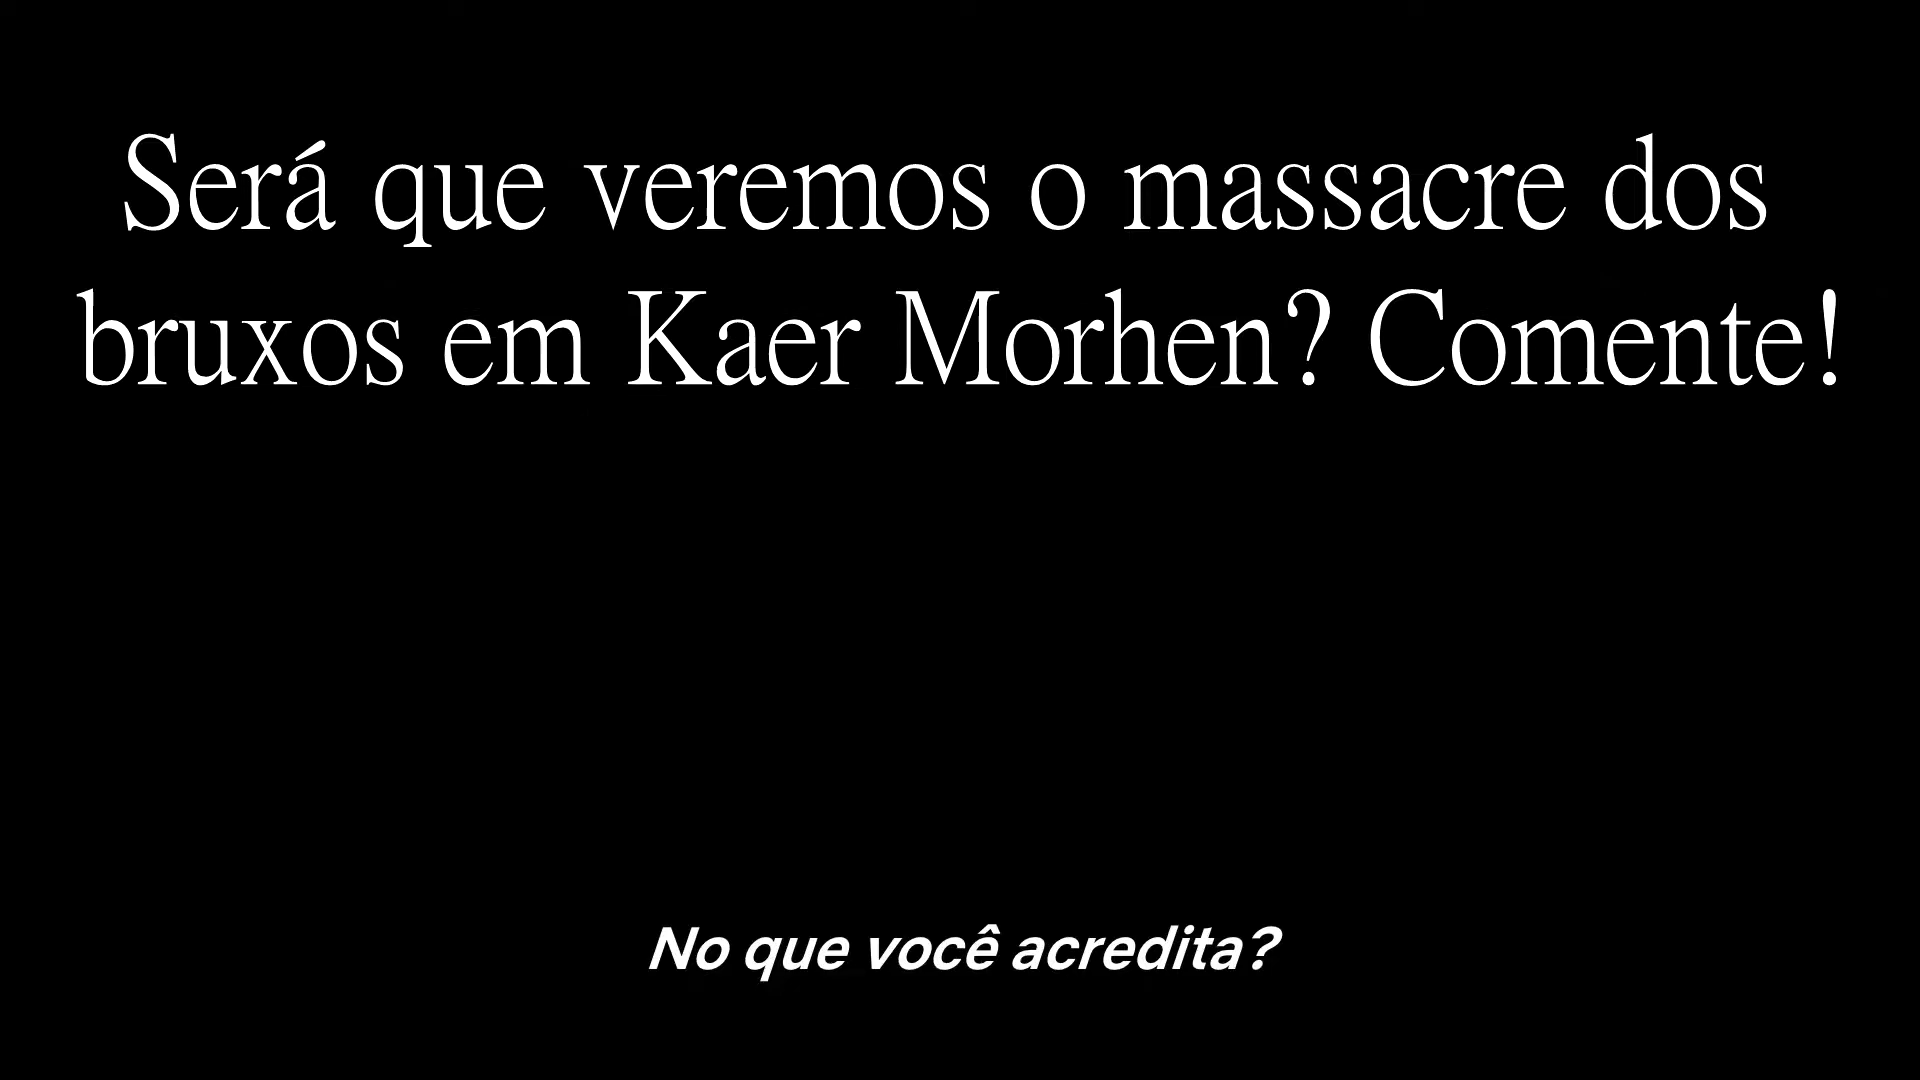 Será que veremos o massacre dos
bruxos em Kaer Morhen? Comente!
No que você acredita?